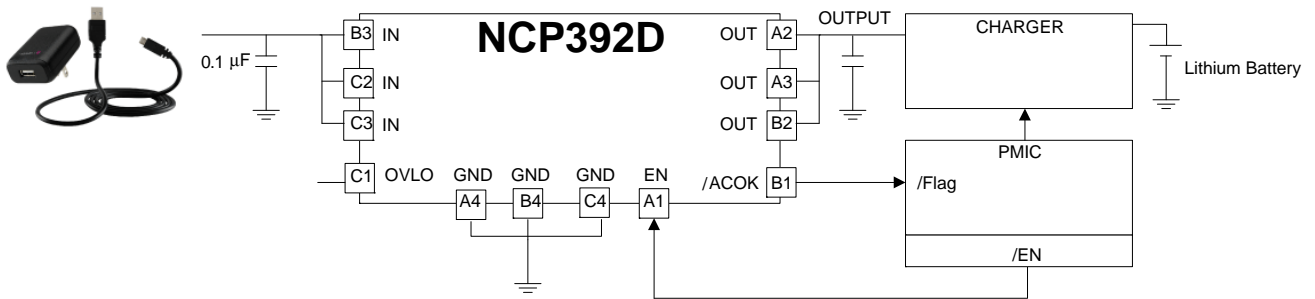 NCP392D
OUTPUT
CHARGER
B3 IN
OUT A2
0.1 μF
C2 IN
OUT A3
Lithium Battery
C3 IN
OUT B2
PMIC
C1 OVLO
GND
GND
GND
EN
/ACOK B1
/Flag
A4
B4
C4
A1
/EN